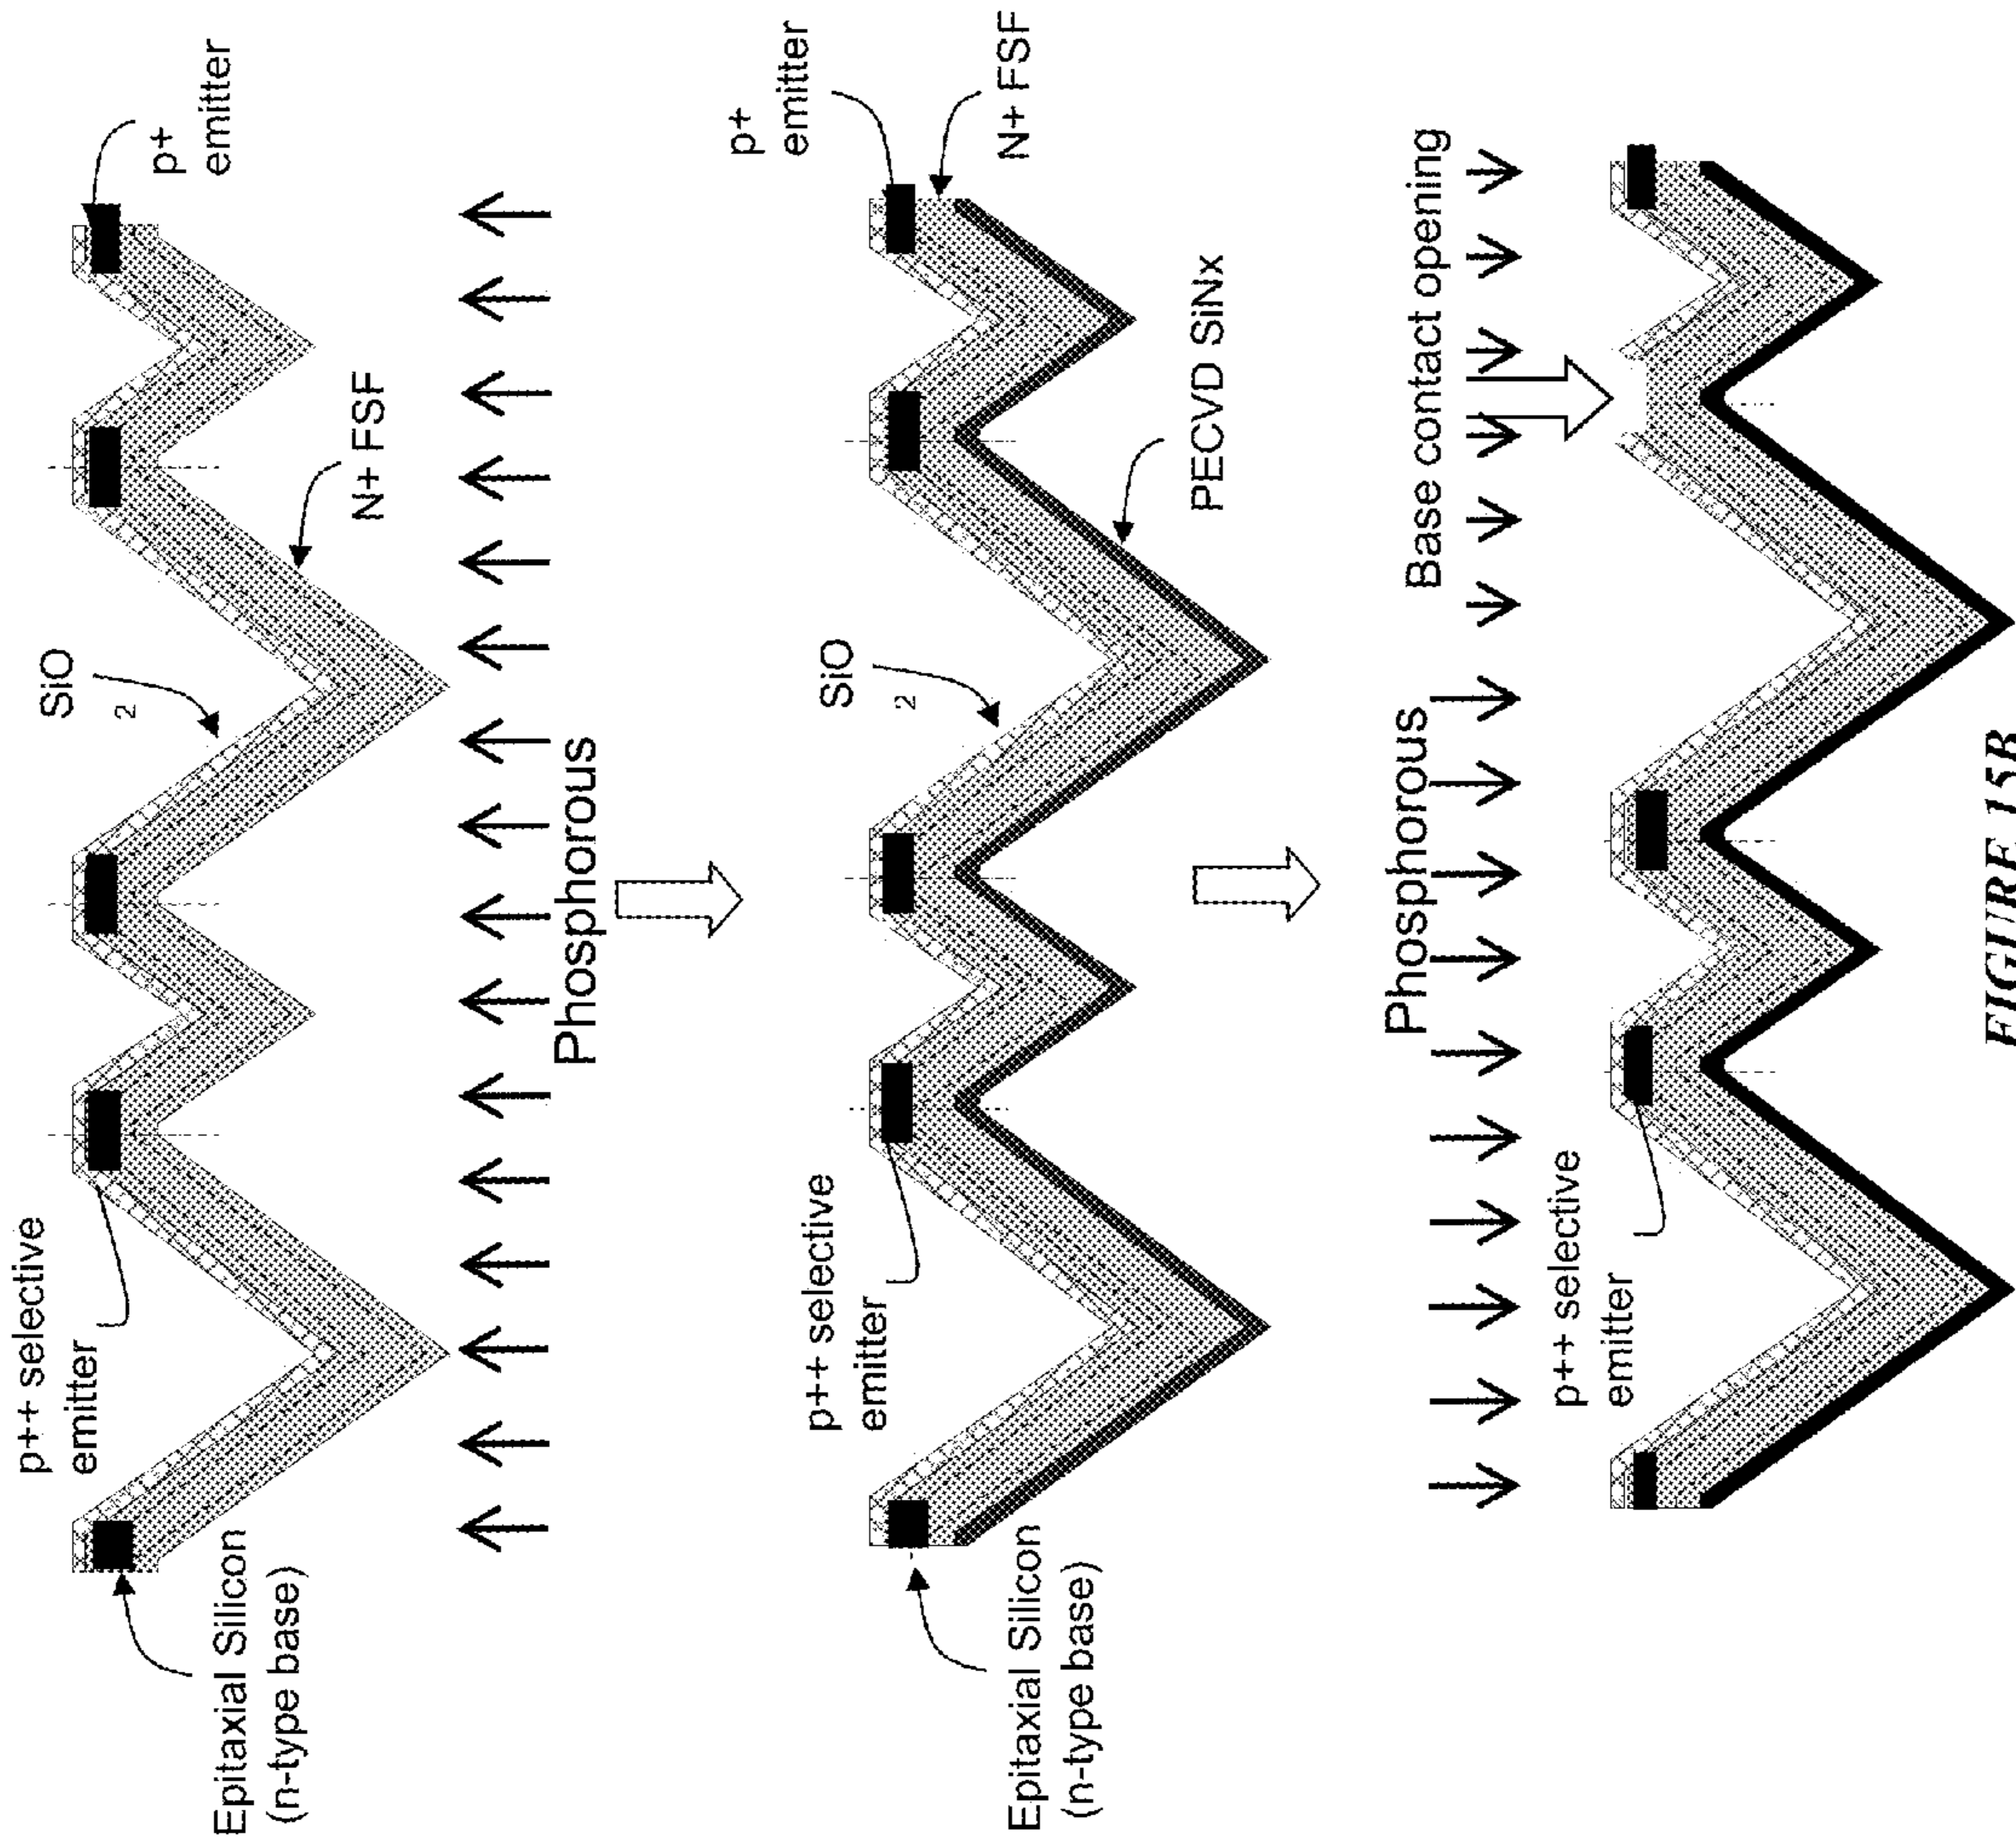 p++ selective
emitter
SiO
2
p+
emitter
Epitaxial Silicon
(n-type base)
N+ FSF
Phosphorous
p++ selective
emitter
SiO
2
p+
emitter
N+ FSF
Epitaxial Silicon
(n-type base)
PECVD SiNx
Phosphorous
Base contact opening
p++ selective
emitter
FIGURE 15B